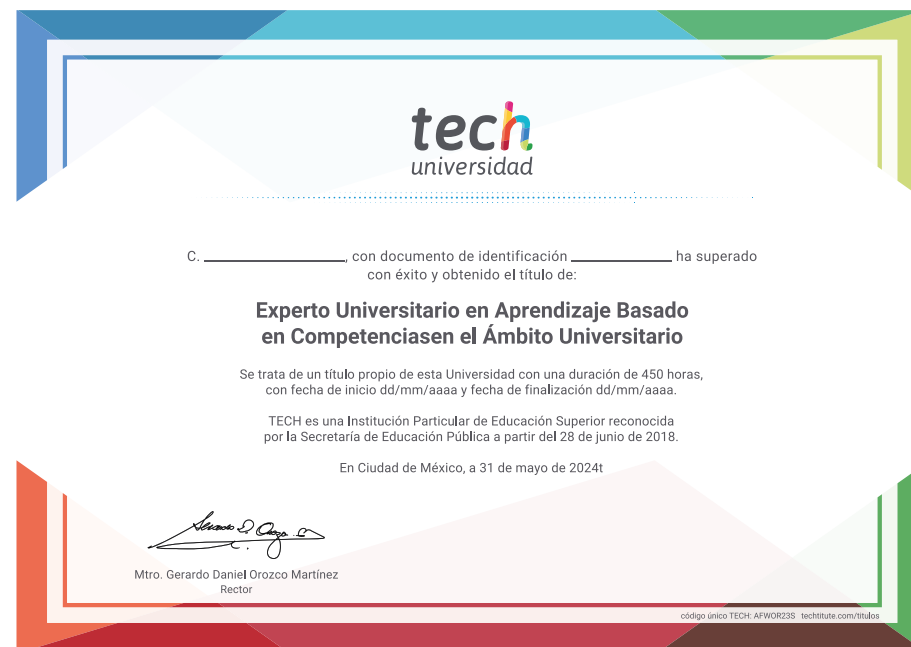 tech
universidad
C. ____________________, con documento de identificación ______________ ha superado
con éxito y obtenido el título de:
Experto Universitario en Aprendizaje Basado
en Competenciasen el Ámbito Universitario
Se trata de un título propio de esta Universidad con una duración de 450 horas,
con fecha de inicio dd/mm/aaaa y fecha de finalización dd/mm/aaaa.
TECH es una Institución Particular de Educación Superior reconocida
por la Secretaría de Educación Pública a partir del 28 de junio de 2018.
En Ciudad de México, a 31 de mayo de 2024t
Mtro. Gerardo Daniel Orozco Martínez
Rector
código único TECH: AFWOR23S techtitute.com/titulos